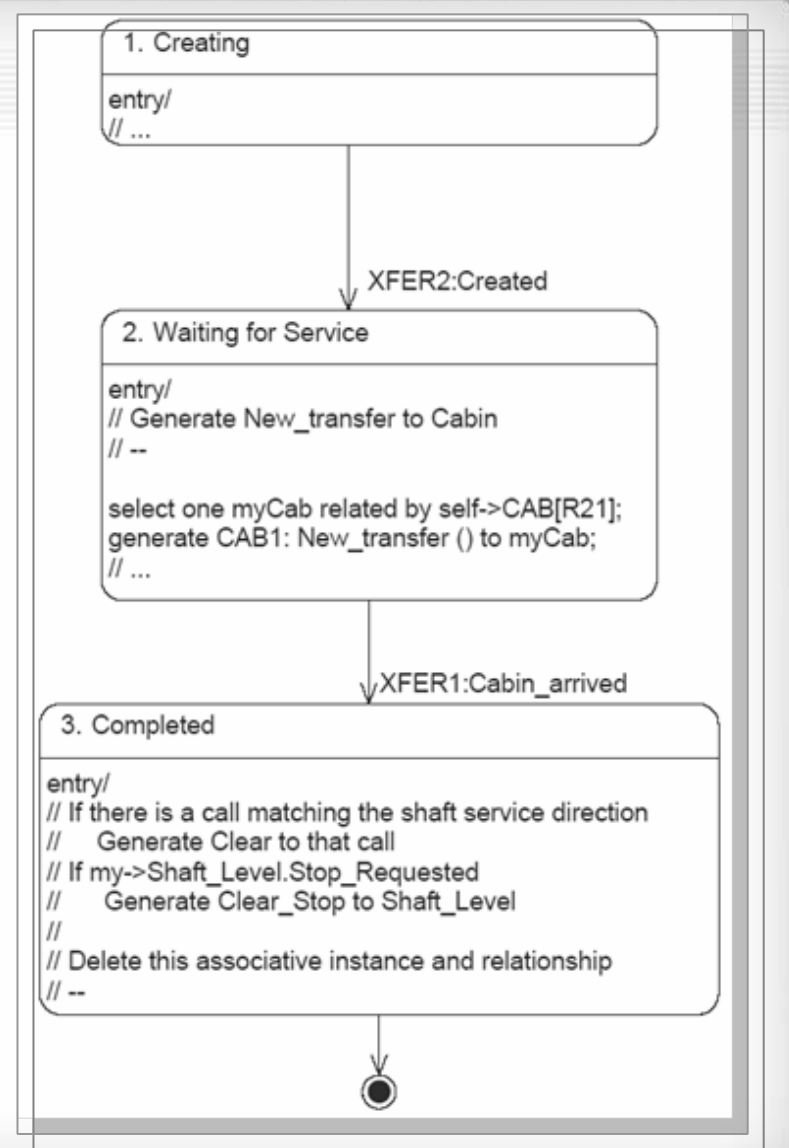 1. Creating
entry/
// ...
XFER2:Created
2. Waiting for Service
entry/
// Generate New_transfer to Cabin
// --
select one myCab related by self->CAB[R21];
generate CAB1: New_transfer () to myCab;
// ...
XFER1:Cabin_arrived
3. Completed
entry/
// If there is a call matching the shaft service direction
//     Generate Clear to that call
// If my->Shaft_Level.Stop_Requested
//      Generate Clear_Stop to Shaft_Level
//
// Delete this associative instance and relationship
// --